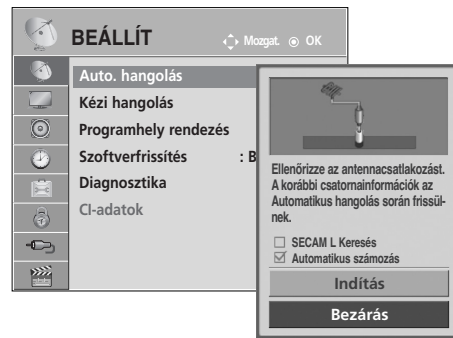 BEÁLLÍT
Mozgat. OK
Auto. hangolás
Kézi hangolás
Programhely rendezés
Szoftverfrissítés : B
Diagnosztika
CI-adatok
Ellenőrizze az antennacsatlakozást.
A korábbi csatornainformációk az
Automatikus hangolás során frissül-
nek.
SECAM L Keresés
Automatikus számozás
Indítás
Bezárás